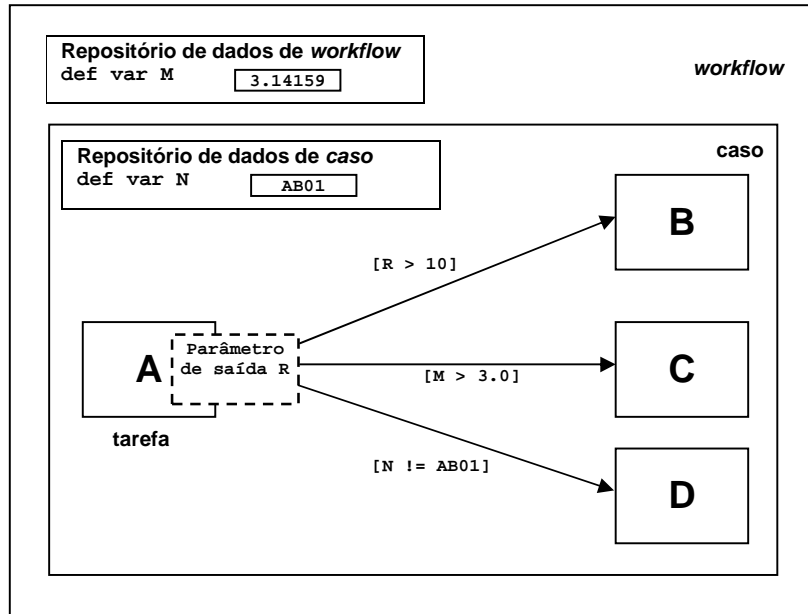 Repositório de dados de workflow
def var M
3.14159
workflow
Repositório de dados de caso
def var N
AB01
caso
B
[R > 10]
A
Parâmetro
de saída R
C
[M > 3.0]
tarefa
[N != AB01]
D